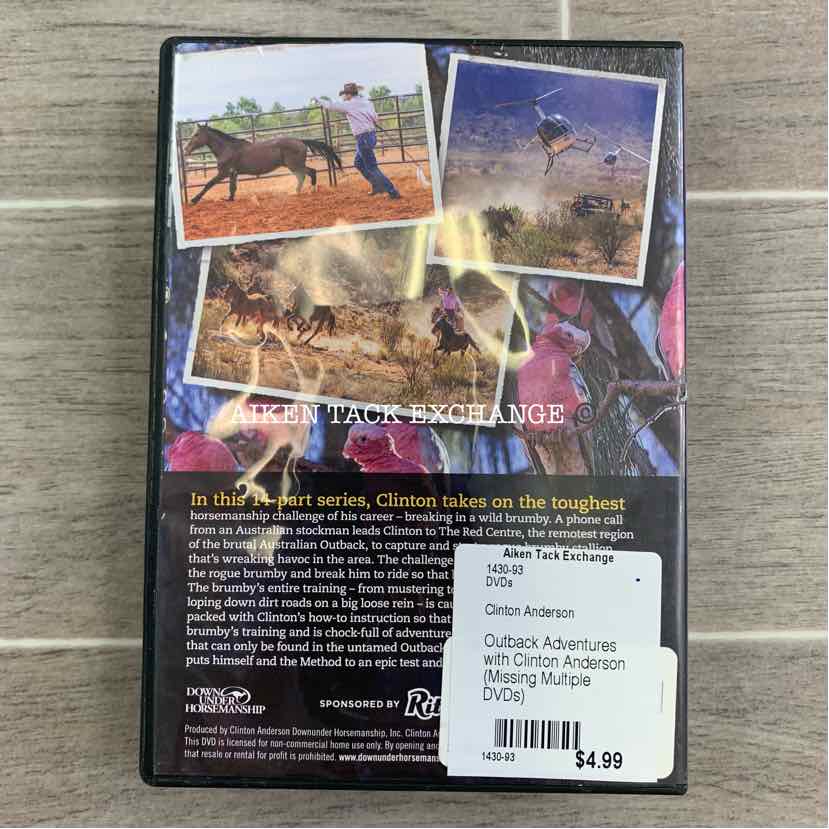 AIKEN TACK EXCHANGE ©
In this 14-part series, Clinton takes on the toughest
horsemanship challenge of his career – breaking in a wild brumby. A phone call
from an Australian stockman leads Clinton to The Red Centre, the remotest region
of the brutal Australian Outback, to capture and brumby stallion
that's wreaking havoc in the area. The challenge
the rogue brumby and break him to ride so that
The brumby's entire training – from mustering to
loping down dirt roads on a big loose rein – is
packed with Clinton's how-to instruction so that
brumby's training and is chock-full of adventure
that can only be found in the untamed Outback
puts himself and the Method to an epic test and
DOWN
UNDER
HORSEMANSHIP
SPONSORED BY
Produced by Clinton Anderson Downunder Horsemanship, Inc. Clinton
This DVD is licensed for non-commercial home use only. By opening
that resale or rental for profit is prohibited. www.downunderhorseman
Aiken Tack Exchange
1430-93
DVDs
Clinton Anderson
Outback Adventures
with Clinton Anderson
(Missing Multiple
DVDs)
1430-93
$4.99